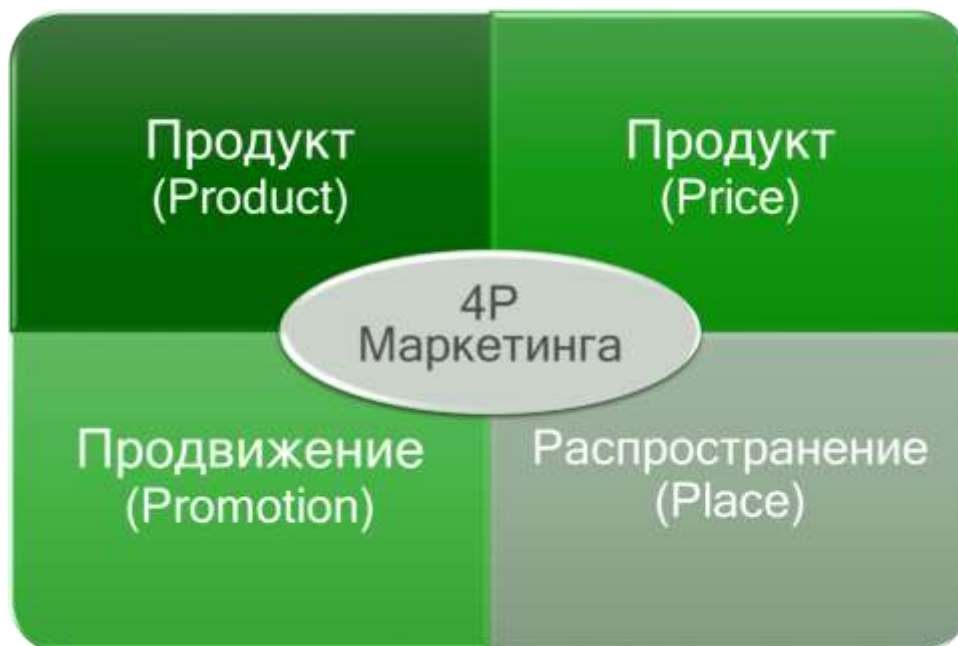 Продукт
(Product)
Продукт
(Price)
4P
Маркетинга
Продвижение
(Promotion)
Распространение
(Place)